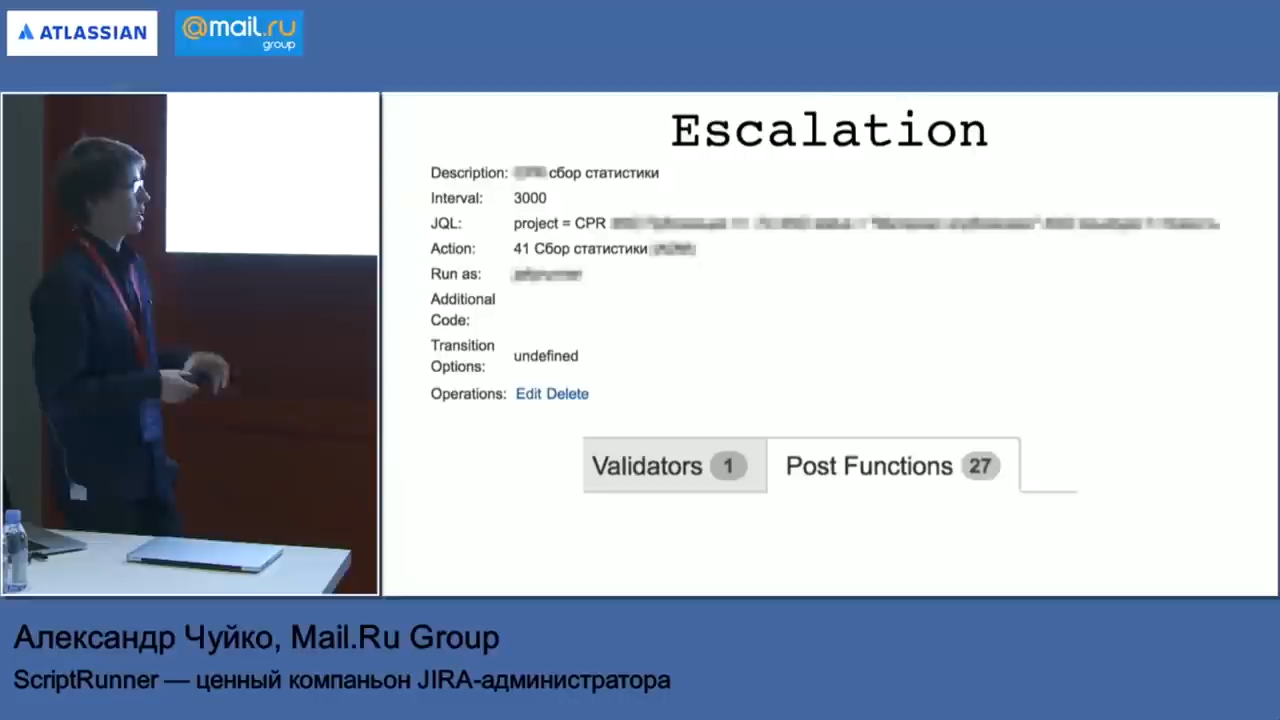 ATLASSIAN
@mail.ru
group
Escalation
Description: сбор статистики
Interval: 3000
JQL: project = CPR
Action: 41 Сбор статистики
Run as:
Additional
Code:
Transition
Options: undefined
Operations: Edit Delete
Validators 1 Post Functions 27
Александр Чуйко, Mail.Ru Group
ScriptRunner — ценный компаньон JIRA-администратора